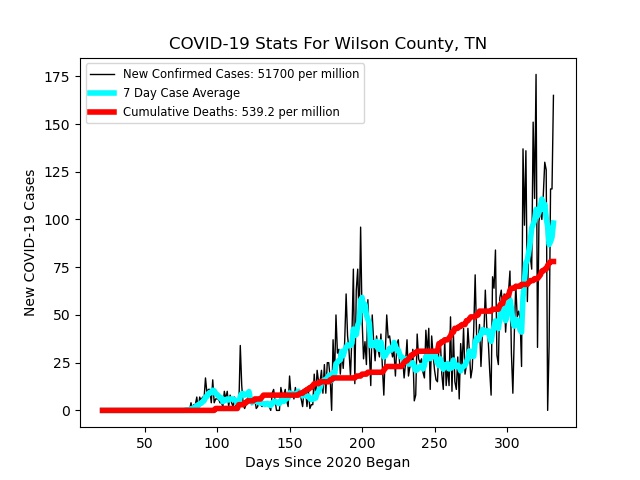 COVID-19 Stats For Wilson County, TN
New Confirmed Cases: 51700 per million
7 Day Case Average
Cumulative Deaths: 539.2 per million
New COVID-19 Cases
175
150
125
100
75
50
25
0
50 100 150 200 250 300
Days Since 2020 Began